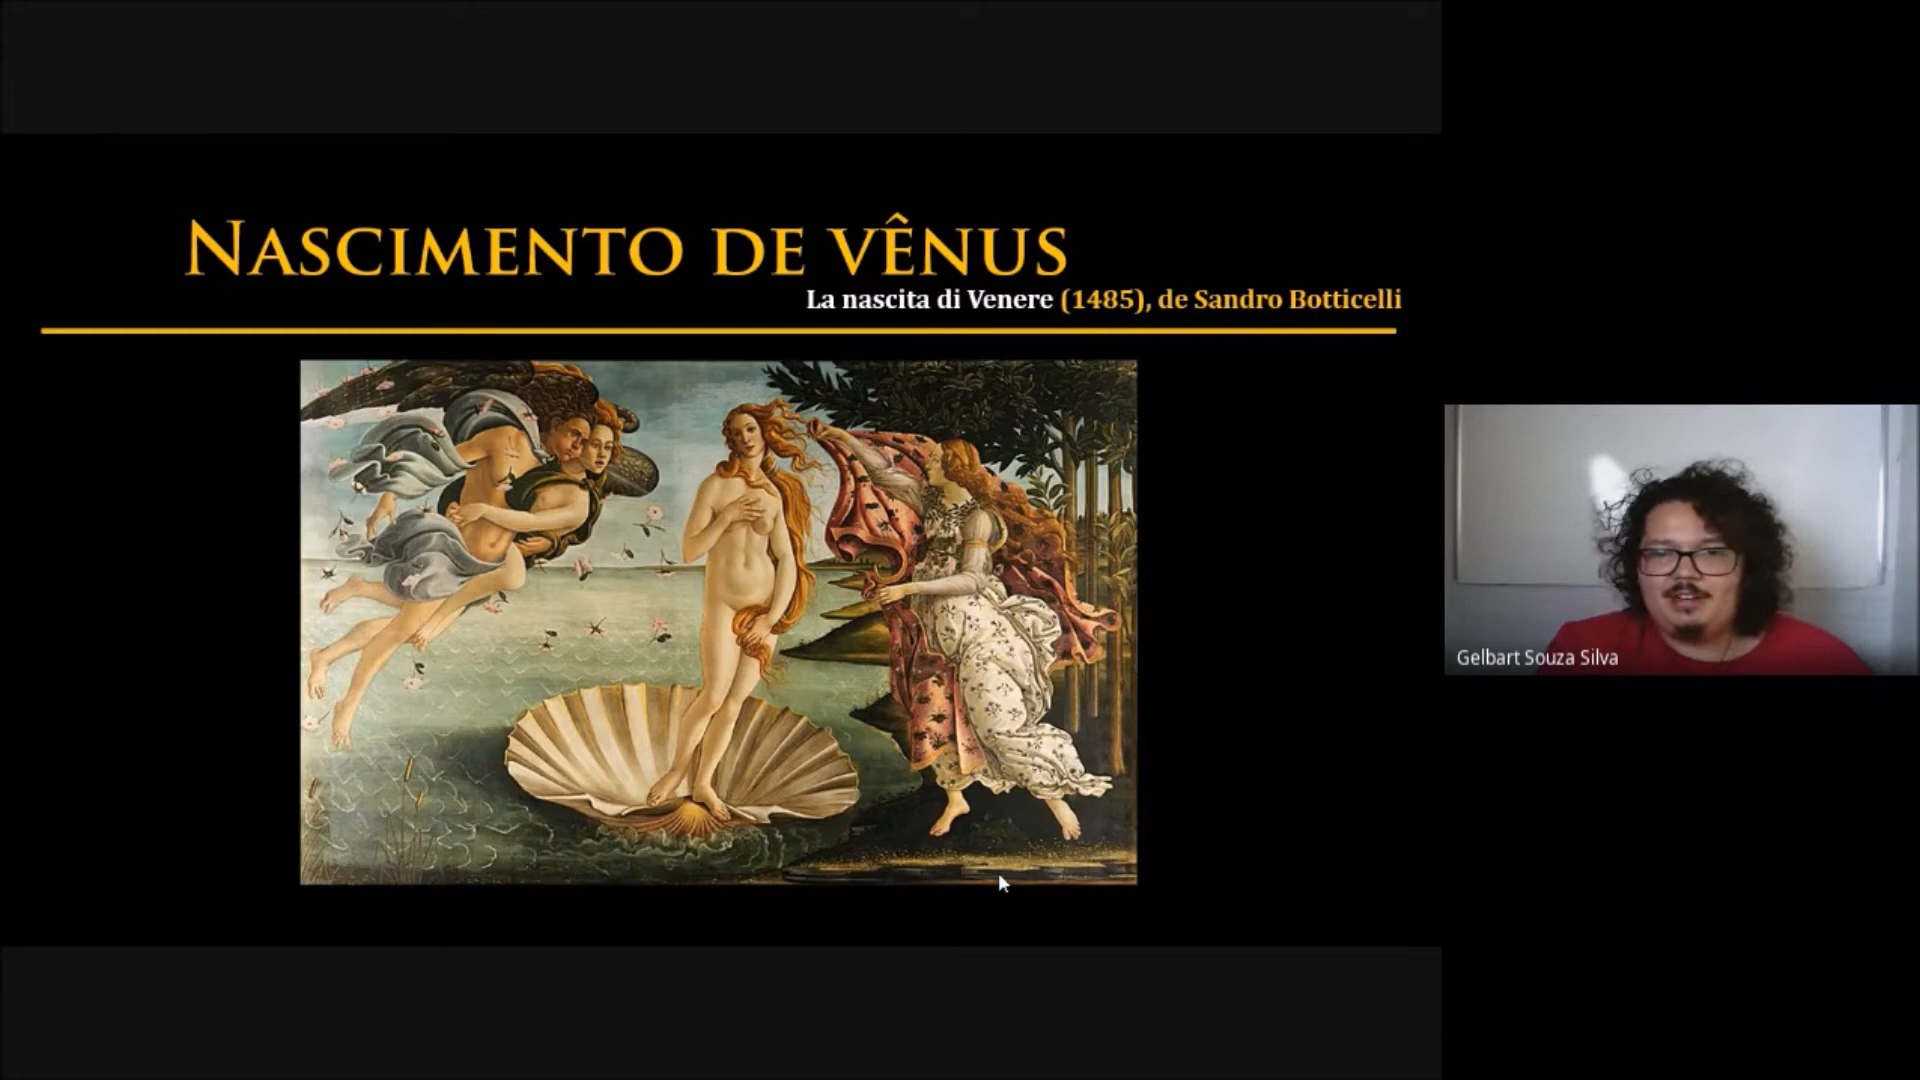 NASCIMENTO DE VÊNUS
La nascita di Venere (1485), de Sandro Botticelli
Gelbart Souza Silva